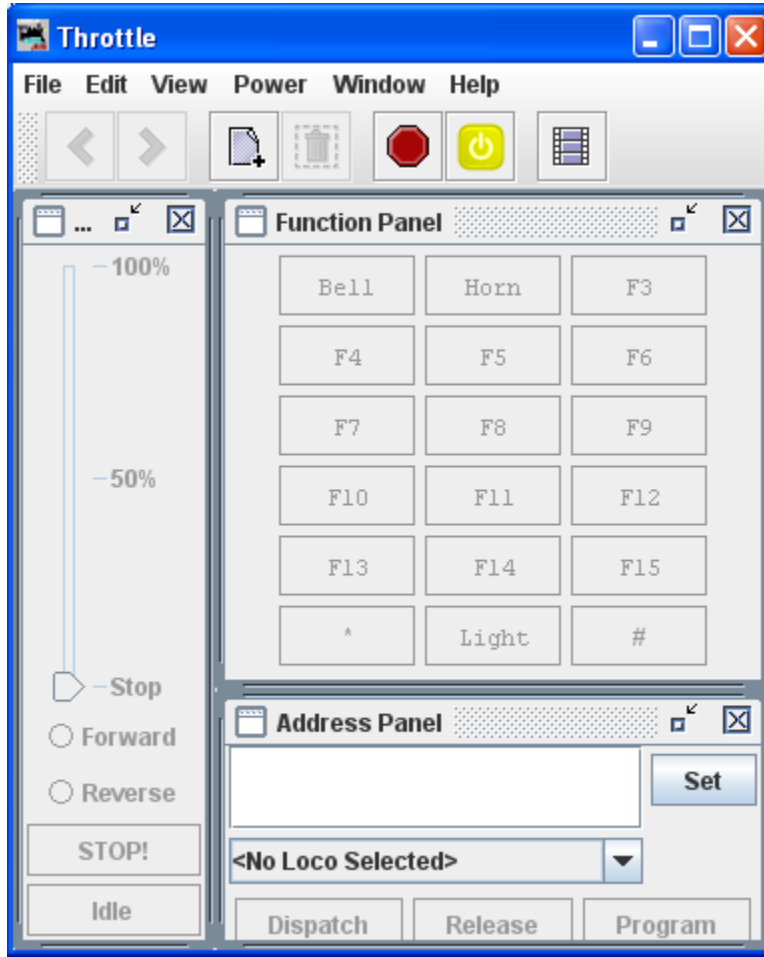 Throttle
File Edit View Power Window Help
...
100%
50%
Stop
Forward
Reverse
STOP!
Idle
Function Panel
Bell Horn F3
F4 F5 F6
F7 F8 F9
F10 F11 F12
F13 F14 F15
* Light #
Address Panel
Set
<No Loco Selected>
Dispatch Release Program